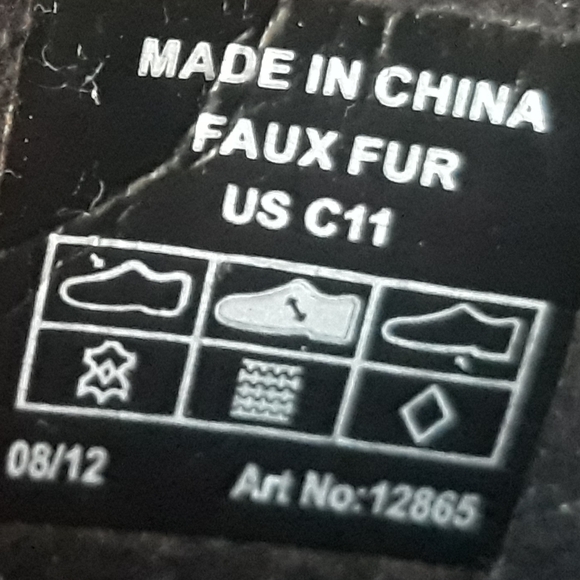 MADE IN CHINA
FAUX FUR
US C11
08/12
Art No:12865